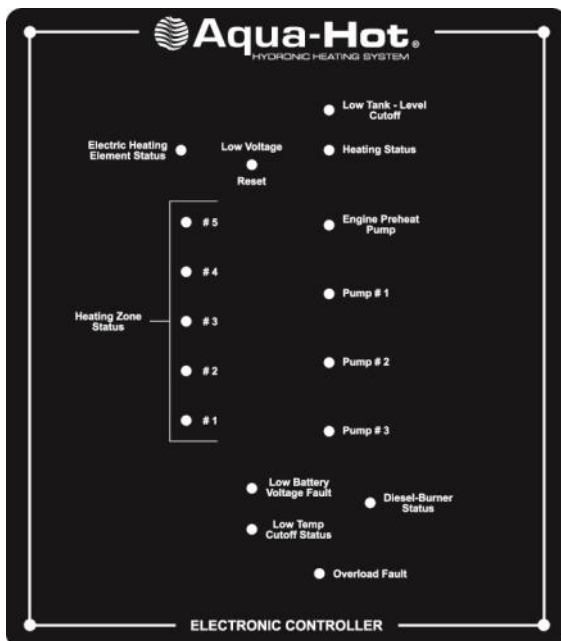 Aqua-Hot®
HYDRONIC HEATING SYSTEM
Low Tank - Level
Cutoff
Electric Heating
Element Status
Low Voltage
Reset
Heating Status
# 5
Engine Preheat
Pump
# 4
Pump # 1
Heating Zone
Status
# 3
# 2
Pump # 2
# 1
Pump # 3
Low Battery
Voltage Fault
Diesel-Burner
Status
Low Temp
Cutoff Status
Overload Fault
ELECTRONIC CONTROLLER